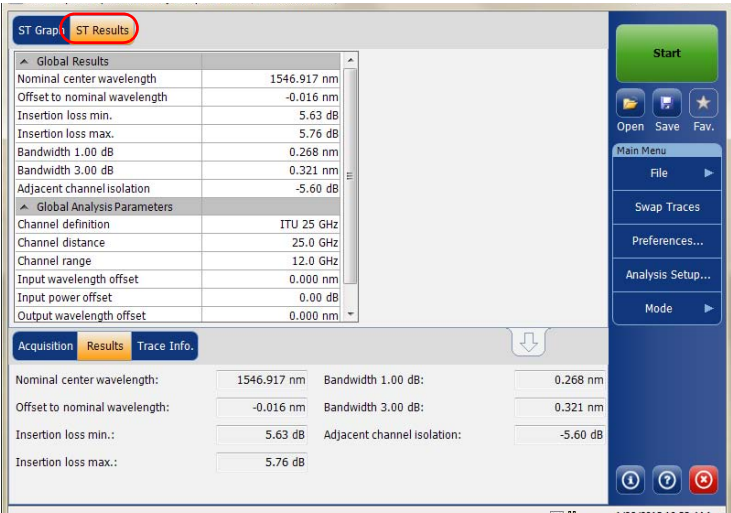 ST Graph ST Results
Global Results
Nominal center wavelength 1546.917 nm
Offset to nominal wavelength -0.016 nm
Insertion loss min. 5.63 dB
Insertion loss max. 5.76 dB
Bandwidth 1.00 dB 0.268 nm
Bandwidth 3.00 dB 0.321 nm
Adjacent channel isolation -5.60 dB
Global Analysis Parameters
Channel definition ITU 25 GHz
Channel distance 25.0 GHz
Channel range 12.0 GHz
Input wavelength offset 0.000 nm
Input power offset 0.00 dB
Output wavelength offset 0.000 nm
Acquisition Results Trace Info.
Nominal center wavelength: 1546.917 nm Bandwidth 1.00 dB: 0.268 nm
Offset to nominal wavelength: -0.016 nm Bandwidth 3.00 dB: 0.321 nm
Insertion loss min.: 5.63 dB Adjacent channel isolation: -5.60 dB
Insertion loss max.: 5.76 dB
Start
Open Save Fav.
Main Menu
File
Swap Traces
Preferences...
Analysis Setup...
Mode